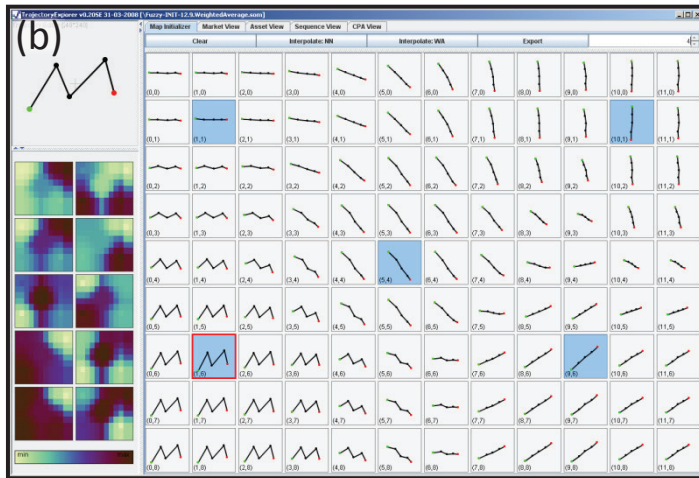 TrajectoryExporer v0.20SE 31-03-2008 [\Fuzzy-INIT-12.9.WeightedAverage.som]
(b)
Map Initializer Market View Asset View Sequence View CPA View
Clear Interpolate: NN Interpolate: WA Export
(0,0) (1,0) (2,0) (3,0) (4,0) (5,0) (6,0) (7,0) (8,0) (9,0) (10,0) (11,0)
(0,1) (1,1) (2,1) (3,1) (4,1) (5,1) (6,1) (7,1) (8,1) (9,1) (10,1) (11,1)
(0,2) (1,2) (2,2) (3,2) (4,2) (5,2) (6,2) (7,2) (8,2) (9,2) (10,2) (11,2)
(0,3) (1,3) (2,3) (3,3) (4,3) (5,3) (6,3) (7,3) (8,3) (9,3) (10,3) (11,3)
(0,4) (1,4) (2,4) (3,4) (4,4) (5,4) (6,4) (7,4) (8,4) (9,4) (10,4) (11,4)
(0,5) (1,5) (2,5) (3,5) (4,5) (5,5) (6,5) (7,5) (8,5) (9,5) (10,5) (11,5)
(0,6) (1,6) (2,6) (3,6) (4,6) (5,6) (6,6) (7,6) (8,6) (9,6) (10,6) (11,6)
(0,7) (1,7) (2,7) (3,7) (4,7) (5,7) (6,7) (7,7) (8,7) (9,7) (10,7) (11,7)
(0,8) (1,8) (2,8) (3,8) (4,8) (5,8) (6,8) (7,8) (8,8) (9,8) (10,8) (11,8)
min max